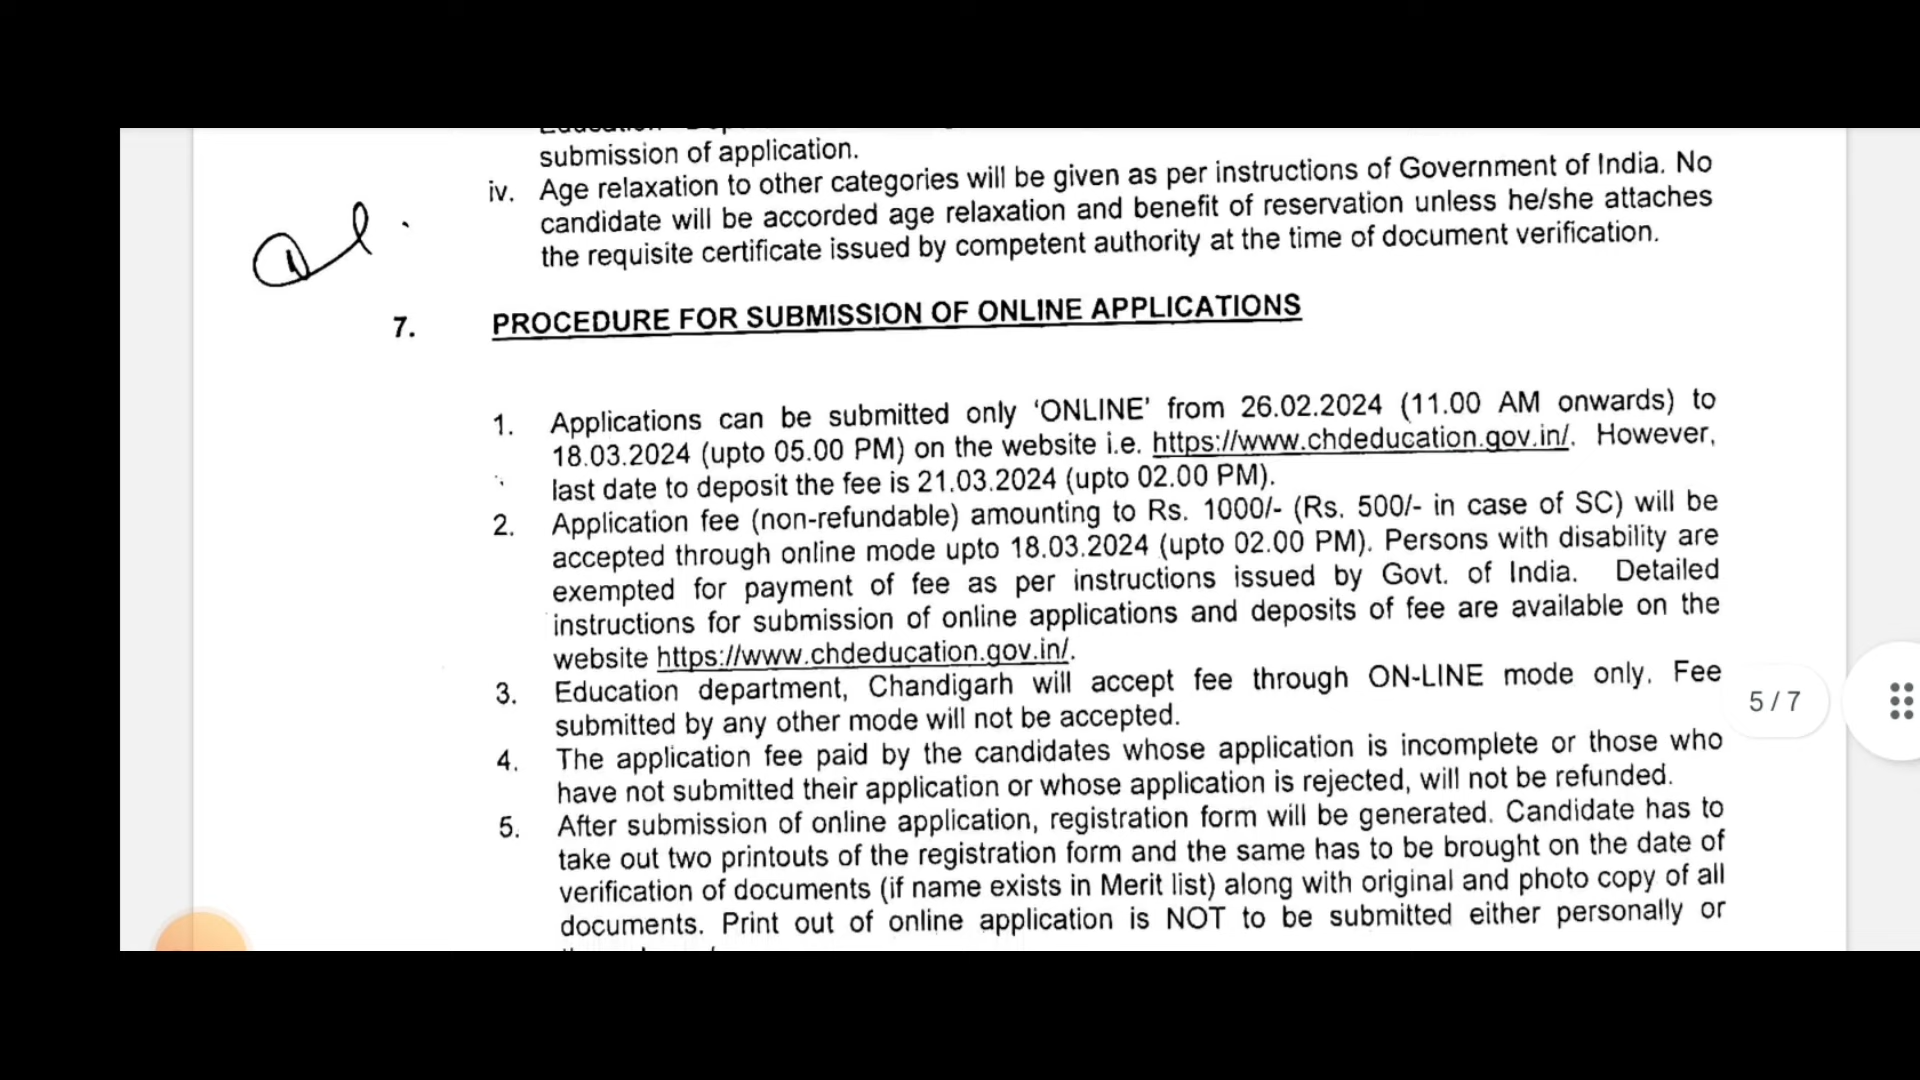 submission of application.
iv. Age relaxation to other categories will be given as per instructions of Government of India. No
candidate will be accorded age relaxation and benefit of reservation unless he/she attaches
the requisite certificate issued by competent authority at the time of document verification.
7. PROCEDURE FOR SUBMISSION OF ONLINE APPLICATIONS
1. Applications can be submitted only ‘ONLINE’ from 26.02.2024 (11.00 AM onwards) to
18.03.2024 (upto 05.00 PM) on the website i.e. https://www.chdeducation.gov.in/. However,
last date to deposit the fee is 21.03.2024 (upto 02.00 PM).
2. Application fee (non-refundable) amounting to Rs. 1000/- (Rs. 500/- in case of SC) will be
accepted through online mode upto 18.03.2024 (upto 02.00 PM). Persons with disability are
exempted for payment of fee as per instructions issued by Govt. of India. Detailed
instructions for submission of online applications and deposits of fee are available on the
website https://www.chdeducation.gov.in/.
3. Education department, Chandigarh will accept fee through ON-LINE mode only. Fee
submitted by any other mode will not be accepted.
5 / 7
4. The application fee paid by the candidates whose application is incomplete or those who
have not submitted their application or whose application is rejected, will not be refunded.
5. After submission of online application, registration form will be generated. Candidate has to
take out two printouts of the registration form and the same has to be brought on the date of
verification of documents (if name exists in Merit list) along with original and photo copy of all
documents. Print out of online application is NOT to be submitted either personally or